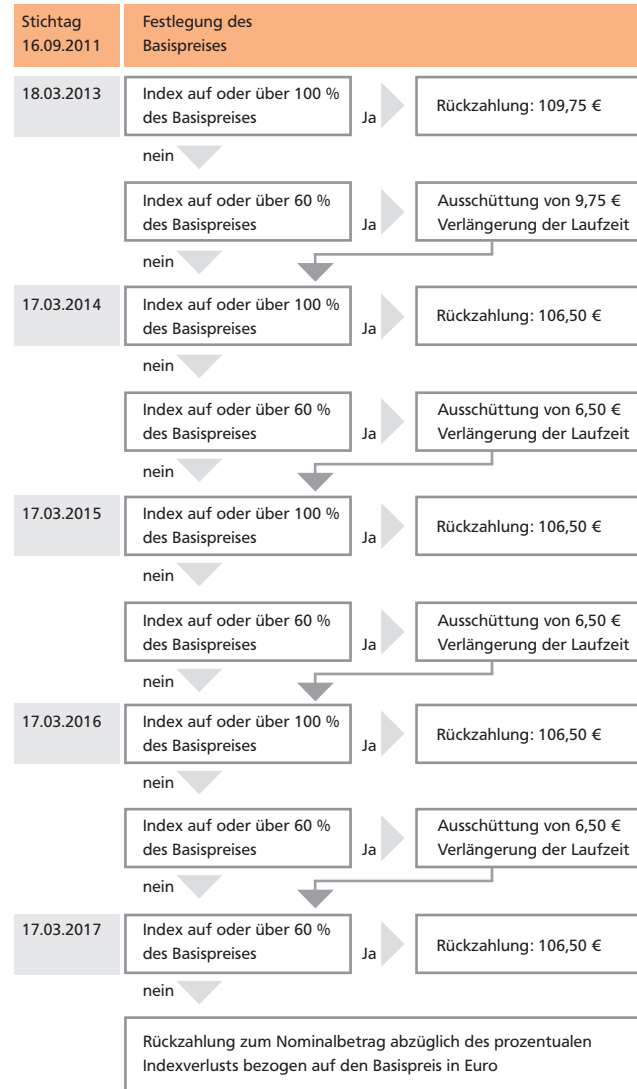 Stichtag
16.09.2011
Festlegung des
Basispreises
18.03.2013
Index auf oder über 100 %
des Basispreises
Ja
Rückzahlung: 109,75 €
nein
Index auf oder über 60 %
des Basispreises
Ja
Ausschüttung von 9,75 €
Verlängerung der Laufzeit
nein
17.03.2014
Index auf oder über 100 %
des Basispreises
Ja
Rückzahlung: 106,50 €
nein
Index auf oder über 60 %
des Basispreises
Ja
Ausschüttung von 6,50 €
Verlängerung der Laufzeit
nein
17.03.2015
Index auf oder über 100 %
des Basispreises
Ja
Rückzahlung: 106,50 €
nein
Index auf oder über 60 %
des Basispreises
Ja
Ausschüttung von 6,50 €
Verlängerung der Laufzeit
nein
17.03.2016
Index auf oder über 100 %
des Basispreises
Ja
Rückzahlung: 106,50 €
nein
Index auf oder über 60 %
des Basispreises
Ja
Ausschüttung von 6,50 €
Verlängerung der Laufzeit
nein
17.03.2017
Index auf oder über 60 %
des Basispreises
Ja
Rückzahlung: 106,50 €
nein
Rückzahlung zum Nominalbetrag abzüglich des prozentualen
Indexverlusts bezogen auf den Basispreis in Euro